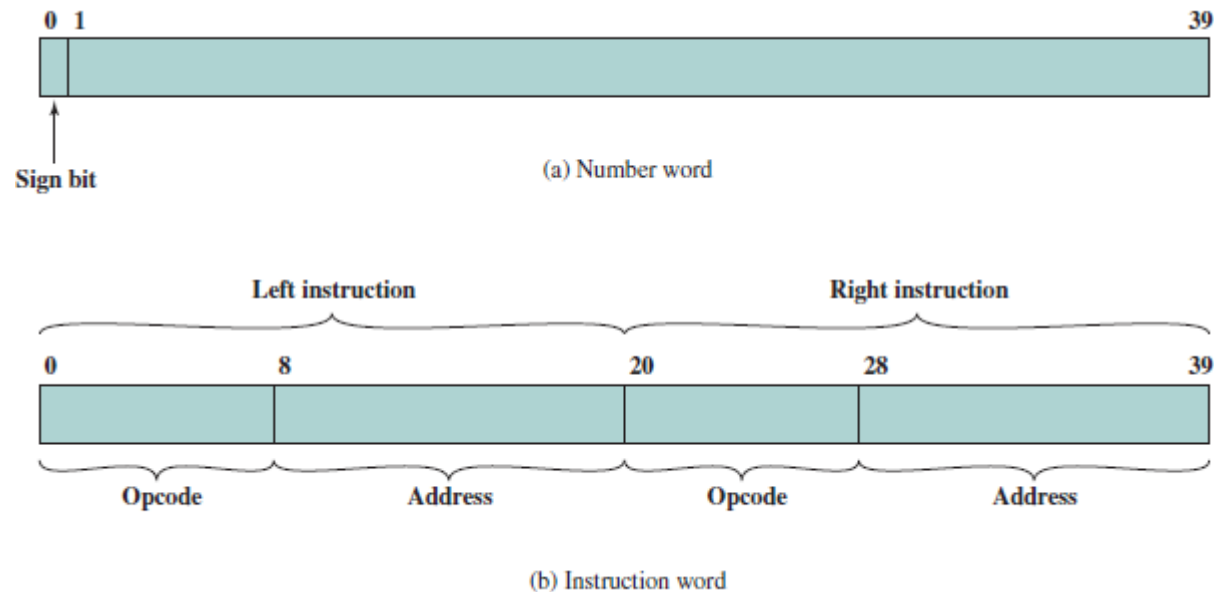 0 1 39
Sign bit
(a) Number word
Left instruction Right instruction
0 8 20 28 39
Opcode Address Opcode Address
(b) Instruction word